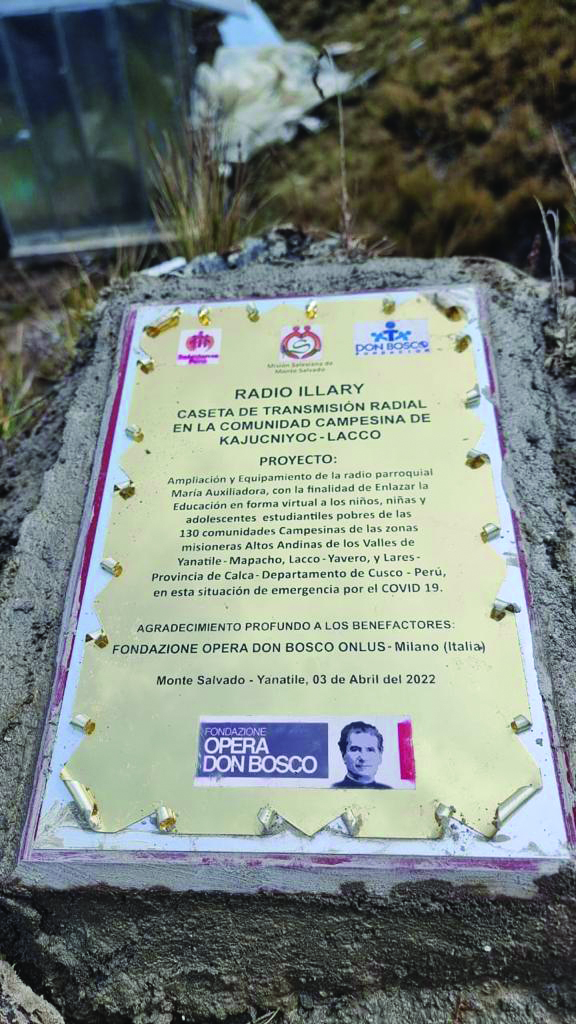 Salesianos
Perú
Misión Salesiana de
Monte Salvado
DON BOSCO
FUNDACIÓN
RADIO ILLARY
CASETA DE TRANSMISIÓN RADIAL
EN LA COMUNIDAD CAMPESINA DE
KAJUCNIYOC-LACCO
PROYECTO:
Ampliación y Equipamiento de la radio parroquial
María Auxiliadora, con la finalidad de Enlazar la
Educación en forma virtual a los niños, niñas y
adolescentes estudiantiles pobres de las
130 comunidades Campesinas de las zonas
misioneras Altos Andinas de los Valles de
Yanatile-Mapacho, Lacco-Yavero, y Lares-
Provincia de Calca-Departamento de Cusco - Perú,
en esta situación de emergencia por el COVID 19.
AGRADECIMIENTO PROFUNDO A LOS BENEFACTORES:
FONDAZIONE OPERA DON BOSCO ONLUS-Milano (Italia)
Monte Salvado - Yanatile, 03 de Abril del 2022
FONDAZIONE
OPERA
DON BOSCO